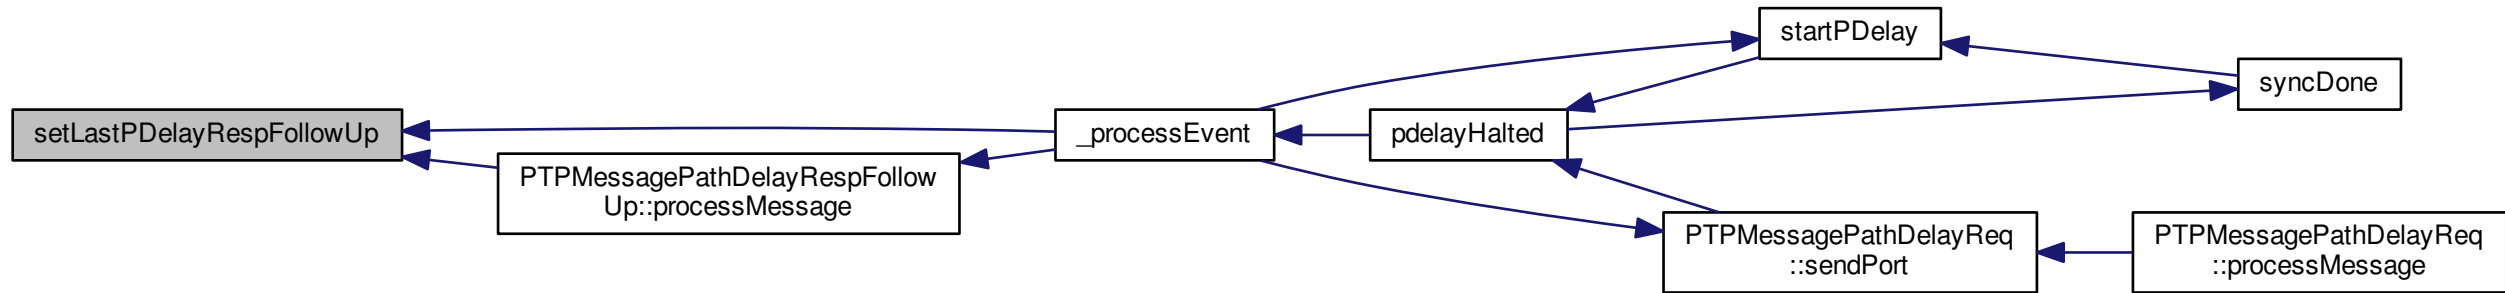 setLastPDelayRespFollowUp
PTPMessagePathDelayRespFollow
Up::processMessage
_processEvent
pdelayHalted
startPDelay
syncDone
PTPMessagePathDelayReq
::sendPort
PTPMessagePathDelayReq
::processMessage